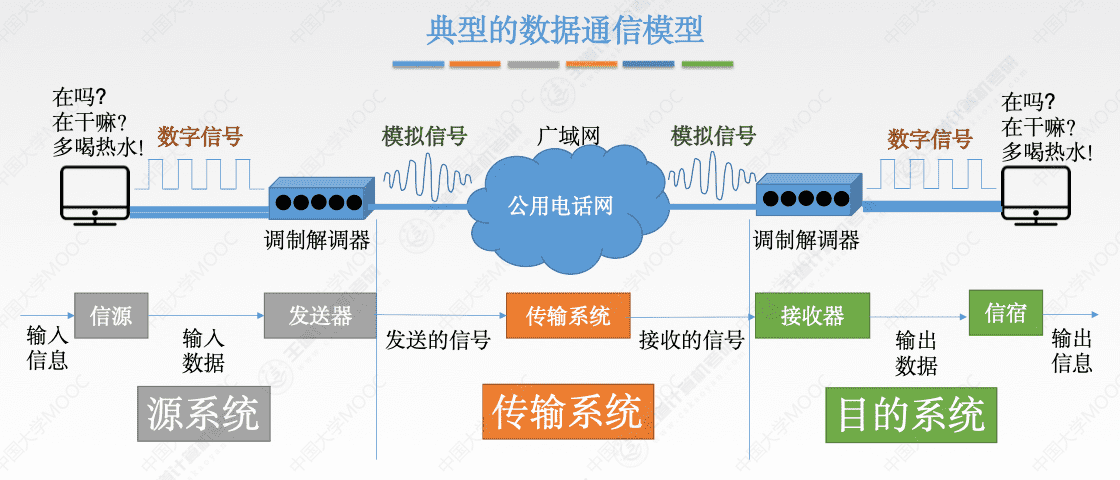 典型的数据通信模型
在吗?
在干嘛?
多喝热水!
数字信号
模拟信号
广域网
模拟信号
数字信号
在吗?
在干嘛?
多喝热水!
公用电话网
调制解调器
调制解调器
信源
发送器
传输系统
接收器
信宿
输入
信息
输入
数据
发送的信号
接收的信号
输出
数据
输出
信息
源系统
传输系统
目的系统
中国大学MOOC